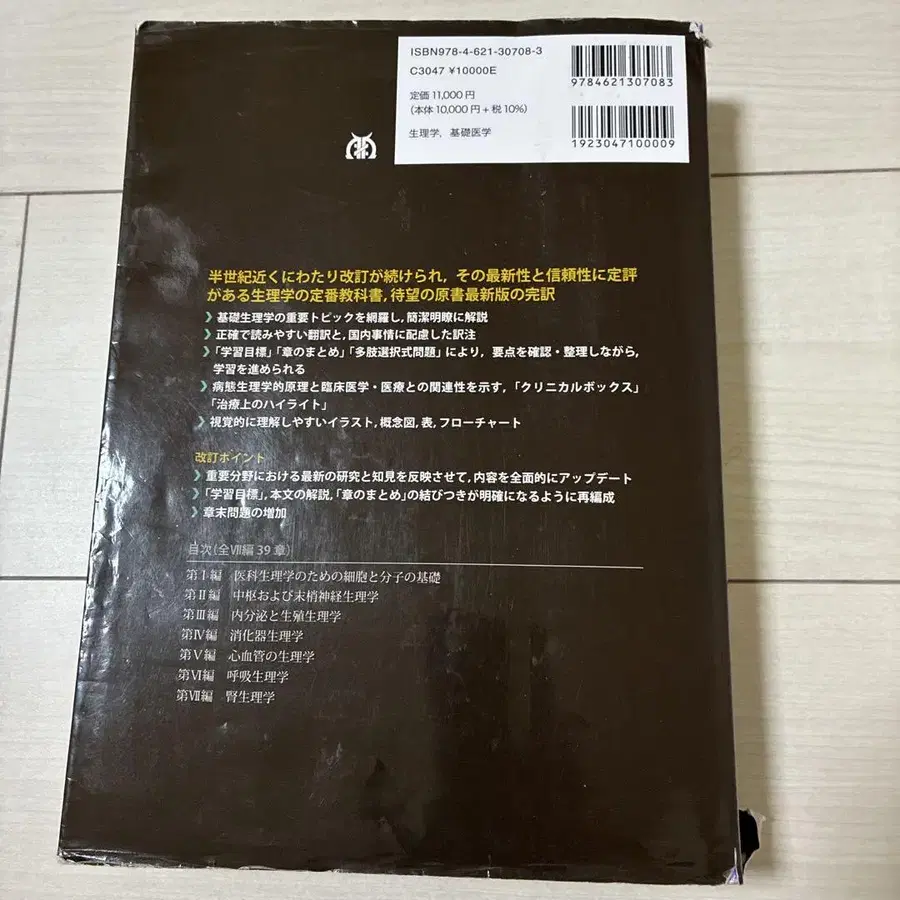 ISBN978-4-621-30708-3
C3047 ¥10000E
定価 11,000 円
(本体 10,000 円+税 10%)
生理学，基礎医学
9784621307083
1923047100009
半世紀近くにわたり改訂が続けられ，その最新性と信頼性に定評
がある生理学の定番教科書，待望の原書最新版の完訳
❯ 基礎生理学の重要トピックを網羅し，簡潔明瞭に解説
❯ 正確で読みやすい翻訳と，国内事情に配慮した訳注
❯ 「学習目標」「章のまとめ」「多肢選択式問題」により，要点を確認・整理しながら，
学習を進められる
❯ 病態生理学的原理と臨床医学・医療との関連性を示す，「クリニカルボックス」
「治療上のハイライト」
❯ 視覚的に理解しやすいイラスト，概念図，表，フローチャート
改訂ポイント
❯ 重要分野における最新の研究と知見を反映させて，内容を全面的にアップデート
❯ 「学習目標」，本文の解説，「章のまとめ」の結びつきが明確になるように再編成
❯ 章末問題の増加
目次（全Ⅶ編 39 章）
第Ⅰ編 医科生理学のための細胞と分子の基礎
第Ⅱ編 中枢および末梢神経生理学
第Ⅲ編 内分泌と生殖生理学
第Ⅳ編 消化器生理学
第Ⅴ編 心血管の生理学
第Ⅵ編 呼吸生理学
第Ⅶ編 腎生理学